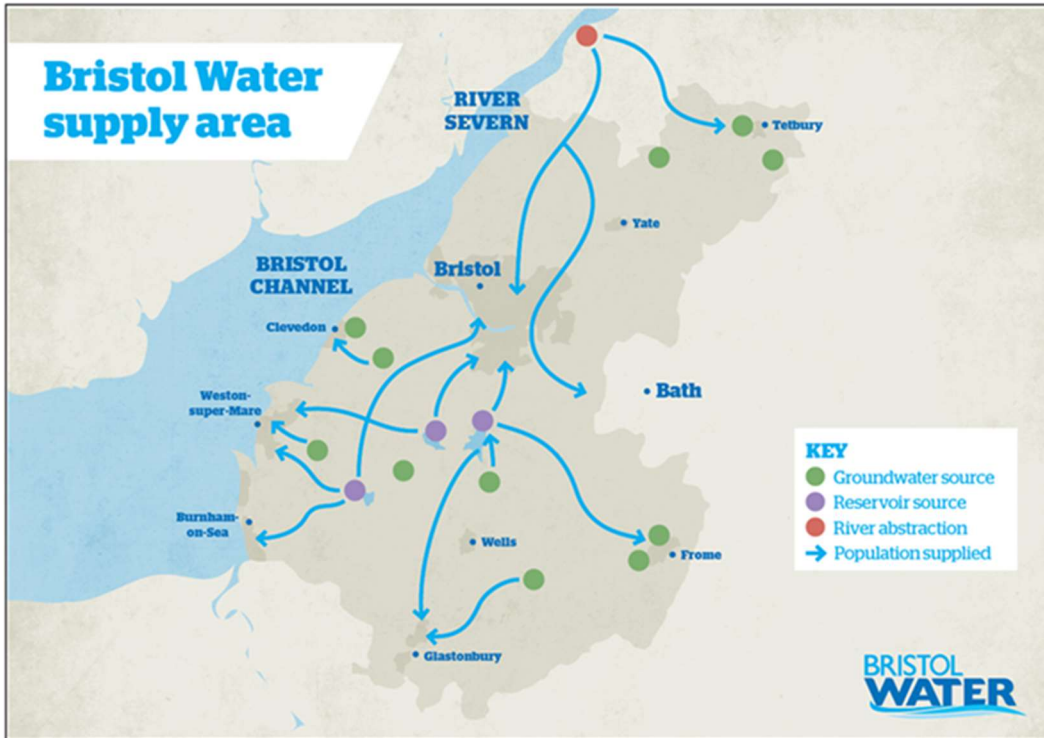 Bristol Water
supply area
RIVER
SEVERN
Tetbury
Yate
BRISTOL
CHANNEL
Bristol
Clevedon
Bath
Weston-
super-Mare
Burnham-
on-Sea
Wells
Frome
Glastonbury
KEY
Groundwater source
Reservoir source
River abstraction
Population supplied
BRISTOL
WATER